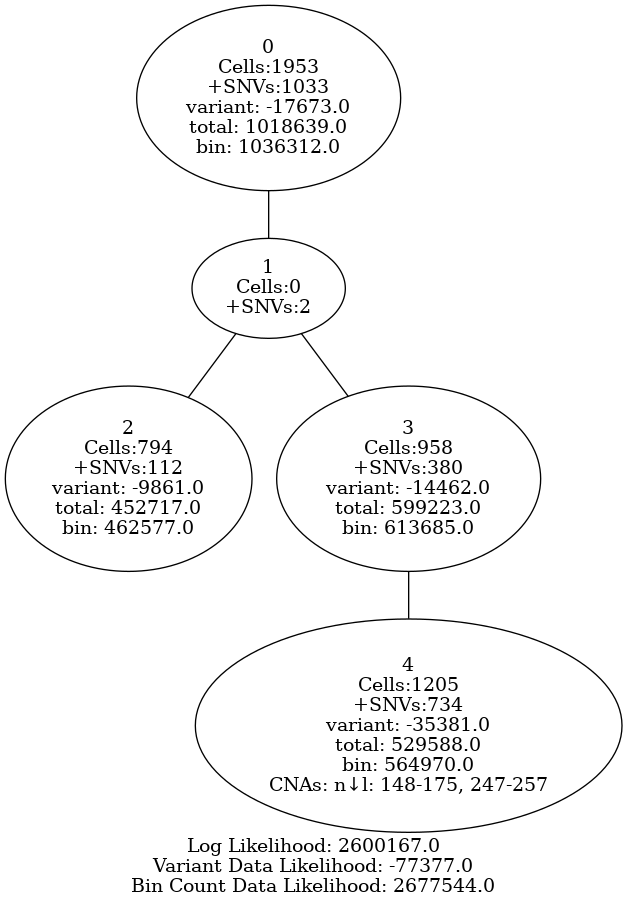 0
Cells:1953
+SNVs:1033
variant: -17673.0
total: 1018639.0
bin: 1036312.0
1
Cells:0
+SNVs:2
2
Cells:794
+SNVs:112
variant: -9861.0
total: 452717.0
bin: 462577.0
3
Cells:958
+SNVs:380
variant: -14462.0
total: 599223.0
bin: 613685.0
4
Cells:1205
+SNVs:734
variant: -35381.0
total: 529588.0
bin: 564970.0
CNAs: n↓l: 148-175, 247-257
Log Likelihood: 2600167.0
Variant Data Likelihood: -77377.0
Bin Count Data Likelihood: 2677544.0